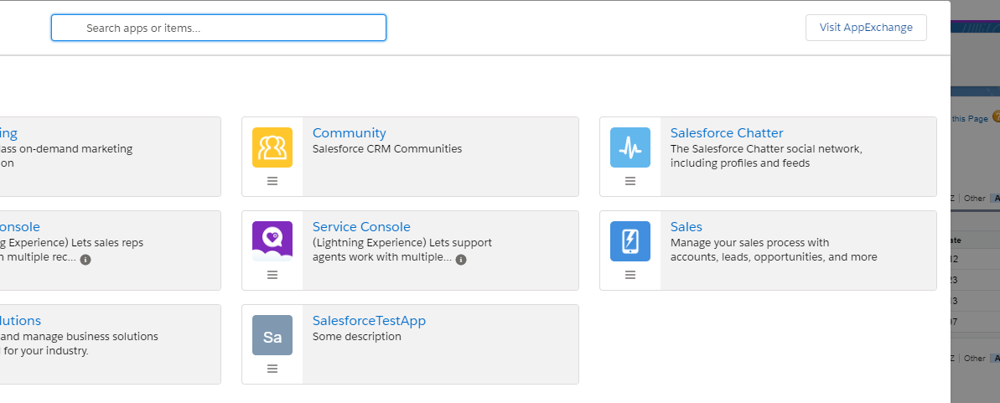 Search apps or items...
Visit AppExchange
this Page
ing
Community
Salesforce Chatter
lass on-demand marketing
Salesforce CRM Communities
The Salesforce Chatter social network,
on
including profiles and feeds
Z | Other | A
onsole
Service Console
Sales
g Experience) Lets sales reps
(Lightning Experience) Lets support
Manage your sales process with
ate
n multiple rec... i
agents work with multiple... i
accounts, leads, opportunities, and more
12
23
13
07
lutions
SalesforceTestApp
and manage business solutions
Sa
Some description
for your industry.
Z | Other | A